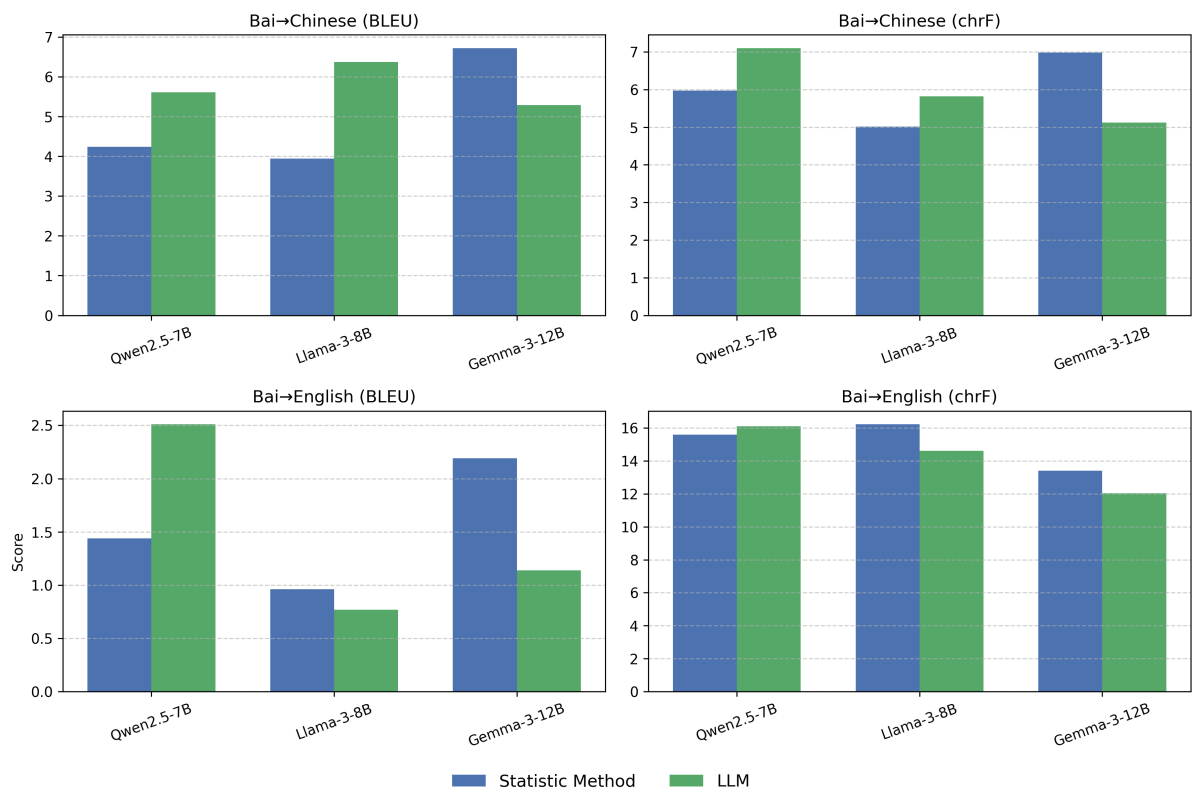 Bai→Chinese (BLEU)
7
6
5
4
3
2
1
0
Qwen2.5-7B
Llama-3-8B
Gemma-3-12B
Bai→Chinese (chrF)
7
6
5
4
3
2
1
0
Qwen2.5-7B
Llama-3-8B
Gemma-3-12B
Bai→English (BLEU)
Score
2.5
2.0
1.5
1.0
0.5
0.0
Qwen2.5-7B
Llama-3-8B
Gemma-3-12B
Bai→English (chrF)
16
14
12
10
8
6
4
2
0
Qwen2.5-7B
Llama-3-8B
Gemma-3-12B
Statistic Method
LLM